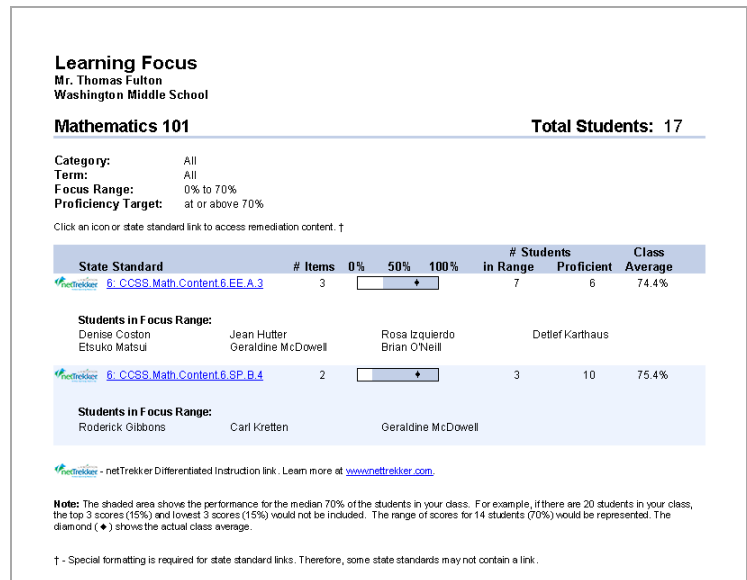 Learning Focus
Mr. Thomas Fulton
Washington Middle School
Mathematics 101 Total Students: 17
Category: All
Term: All
Focus Range: 0% to 70%
Proficiency Target: at or above 70%
Click an icon or state standard link to access remediation content. †
# Students Class
State Standard # Items 0% 50% 100% in Range Proficient Average
netTrekker 6: CCSS.Math.Content.6.EE.A.3 3 7 6 74.4%
Students in Focus Range:
Denise Coston Jean Hutter Rosa Izquierdo Detlef Karthaus
Etsuko Matsui Geraldine McDowell Brian O'Neill
netTrekker 6: CCSS.Math.Content.6.SP.B.4 2 3 10 75.4%
Students in Focus Range:
Roderick Gibbons Carl Kretten Geraldine McDowell
netTrekker - netTrekker Differentiated Instruction link. Learn more at www.nettrekker.com.
Note: The shaded area shows the performance for the median 70% of the students in your class. For example, if there are 20 students in your class,
the top 3 scores (15%) and lowest 3 scores (15%) would not be included. The range of scores for 14 students (70%) would be represented. The
diamond (◆) shows the actual class average.
† - Special formatting is required for state standard links. Therefore, some state standards may not contain a link.